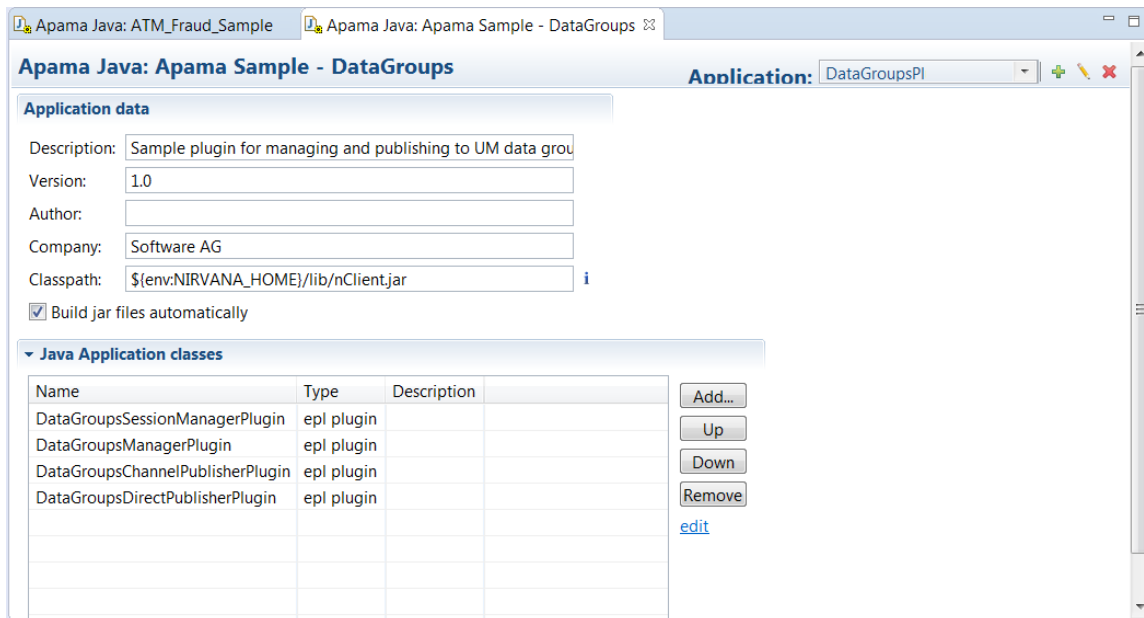 Apama Java: ATM_Fraud_Sample Apama Java: Apama Sample - DataGroups
Apama Java: Apama Sample - DataGroups Application: DataGroupsPl
Application data
Description: Sample plugin for managing and publishing to UM data grou
Version: 1.0
Author:
Company: Software AG
Classpath: ${env:NIRVANA_HOME}/lib/nClient.jar i
Build jar files automatically
Java Application classes
Name Type Description
Add...
DataGroupsSessionManagerPlugin epl plugin
Up
DataGroupsManagerPlugin epl plugin
Down
DataGroupsChannelPublisherPlugin epl plugin
Remove
DataGroupsDirectPublisherPlugin epl plugin
edit